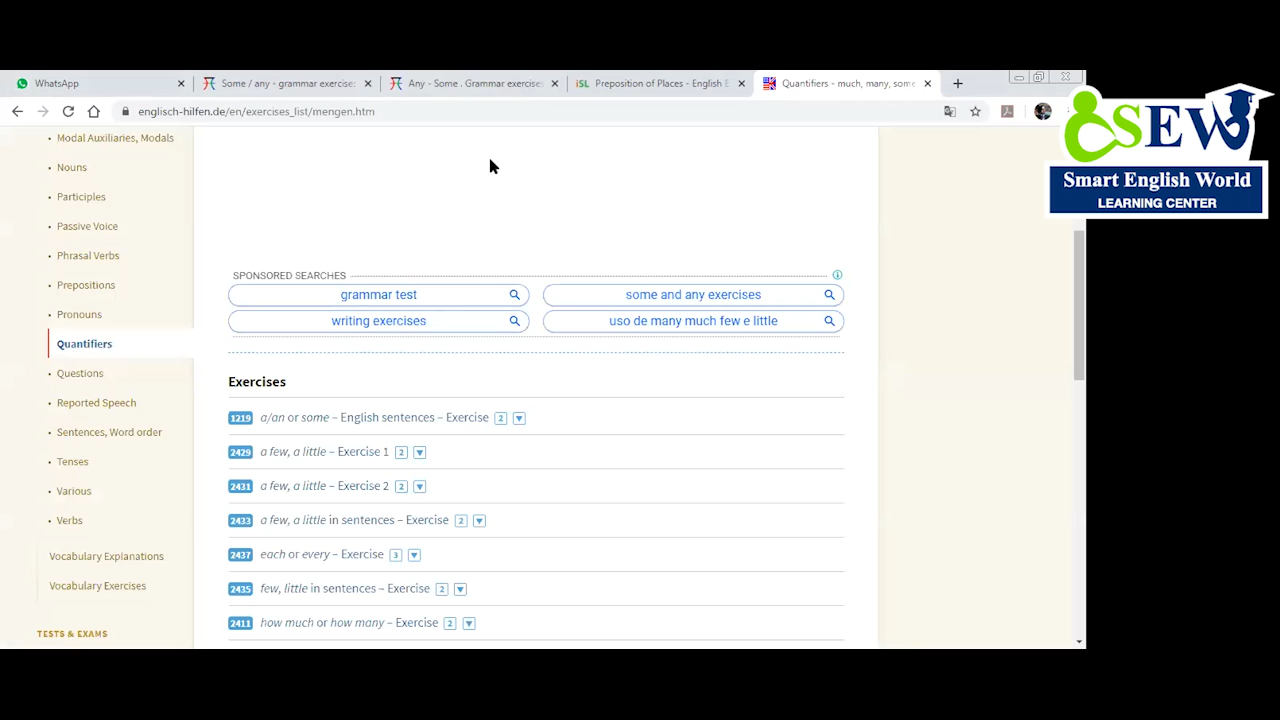 WhatsApp
Some / any - grammar exercise:
Any - Some . Grammar exercises
iSL Preposition of Places - English E
Quantifiers - much, many, some
englisch-hilfen.de/en/exercises_list/mengen.htm
SEW
Smart English World
LEARNING CENTER
Modal Auxiliaries, Modals
Nouns
Participles
Passive Voice
Phrasal Verbs
Prepositions
Pronouns
Quantifiers
Questions
Reported Speech
Sentences, Word order
Tenses
Various
Verbs
Vocabulary Explanations
Vocabulary Exercises
TESTS & EXAMS
SPONSORED SEARCHES
grammar test
some and any exercises
writing exercises
uso de many much few e little
Exercises
1219 a/an or some – English sentences – Exercise 2
2429 a few, a little – Exercise 1 2
2431 a few, a little – Exercise 2 2
2433 a few, a little in sentences – Exercise 2
2437 each or every – Exercise 3
2435 few, little in sentences – Exercise 2
2411 how much or how many – Exercise 2